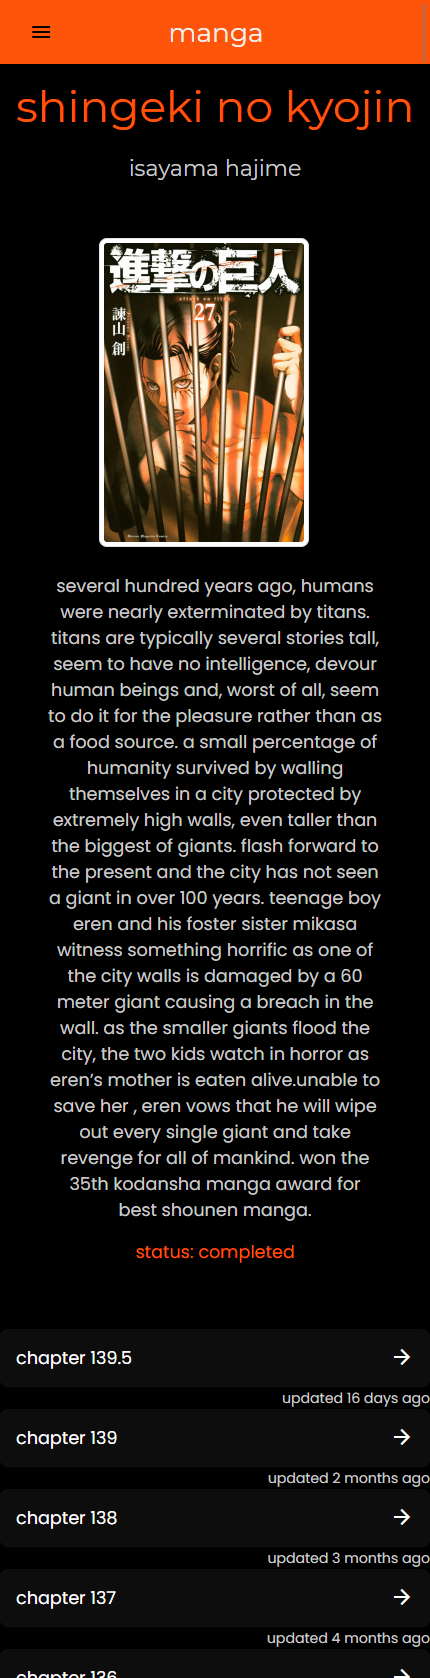 manga
shingeki no kyojin
isayama hajime
進撃の巨人
attack on titan
27
諫山創
several hundred years ago, humans
were nearly exterminated by titans.
titans are typically several stories tall,
seem to have no intelligence, devour
human beings and, worst of all, seem
to do it for the pleasure rather than as
a food source. a small percentage of
humanity survived by walling
themselves in a city protected by
extremely high walls, even taller than
the biggest of giants. flash forward to
the present and the city has not seen
a giant in over 100 years. teenage boy
eren and his foster sister mikasa
witness something horrific as one of
the city walls is damaged by a 60
meter giant causing a breach in the
wall. as the smaller giants flood the
city, the two kids watch in horror as
eren’s mother is eaten alive.unable to
save her , eren vows that he will wipe
out every single giant and take
revenge for all of mankind. won the
35th kodansha manga award for
best shounen manga.
status: completed
chapter 139.5
updated 16 days ago
chapter 139
updated 2 months ago
chapter 138
updated 3 months ago
chapter 137
updated 4 months ago
chapter 136